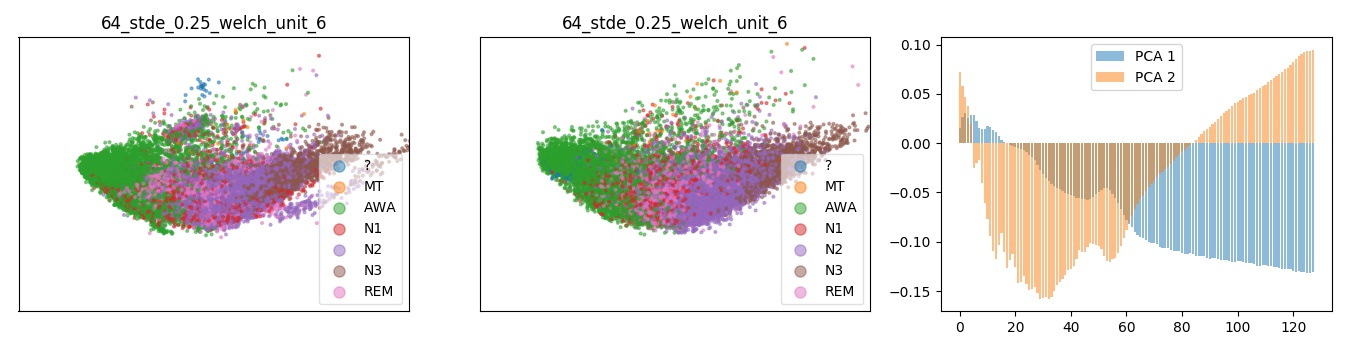 64_stde_0.25_welch_unit_6
?
MT
AWA
N1
N2
N3
REM
64_stde_0.25_welch_unit_6
?
MT
AWA
N1
N2
N3
REM
PCA 1
PCA 2
0.10
0.05
0.00
−0.05
−0.10
−0.15
0 20 40 60 80 100 120